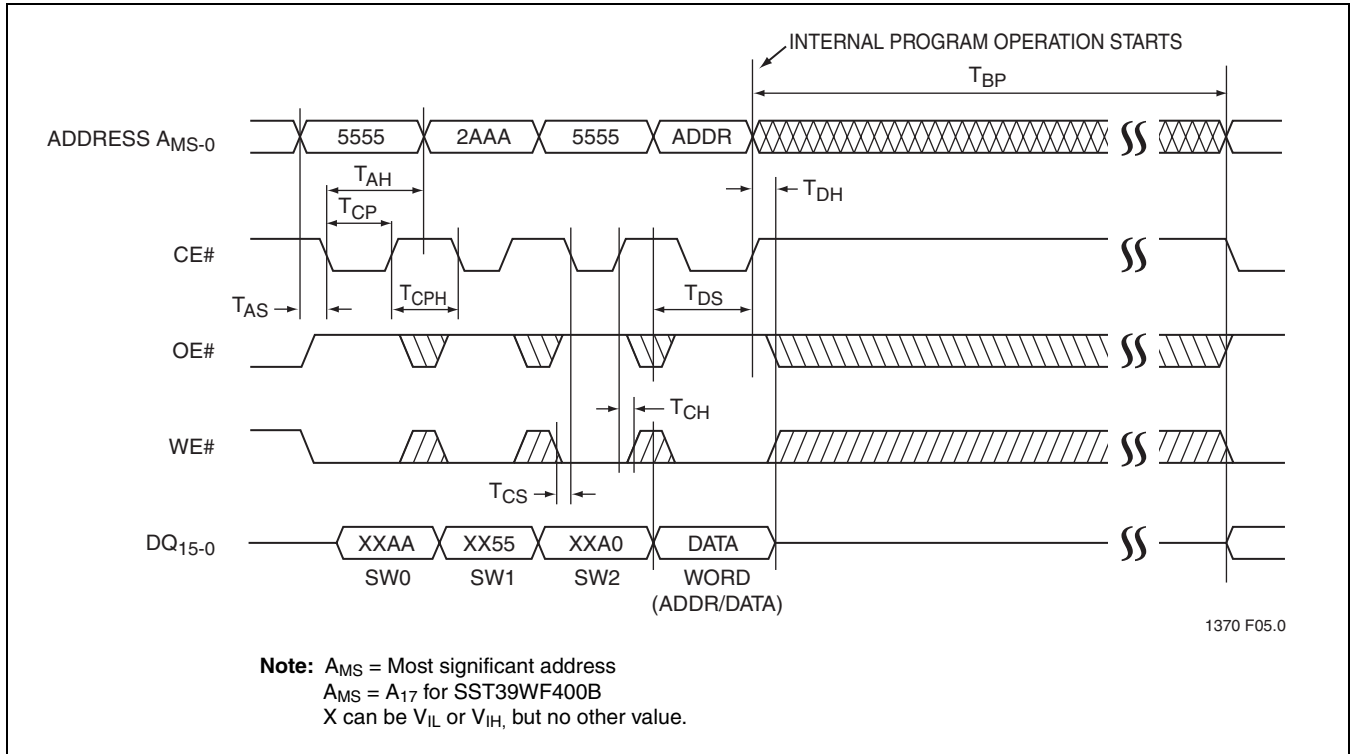 INTERNAL PROGRAM OPERATION STARTS
TBP
ADDRESS AMS-0
5555
2AAA
5555
ADDR
TAH
TDH
TCP
CE#
TAS
TCPH
TDS
OE#
TCH
WE#
TCS
DQ15-0
XXAA
XX55
XXA0
DATA
SW0
SW1
SW2
WORD
(ADDR/DATA)
1370 F05.0
Note: AMS = Most significant address
AMS = A17 for SST39WF400B
X can be VIL or VIH, but no other value.